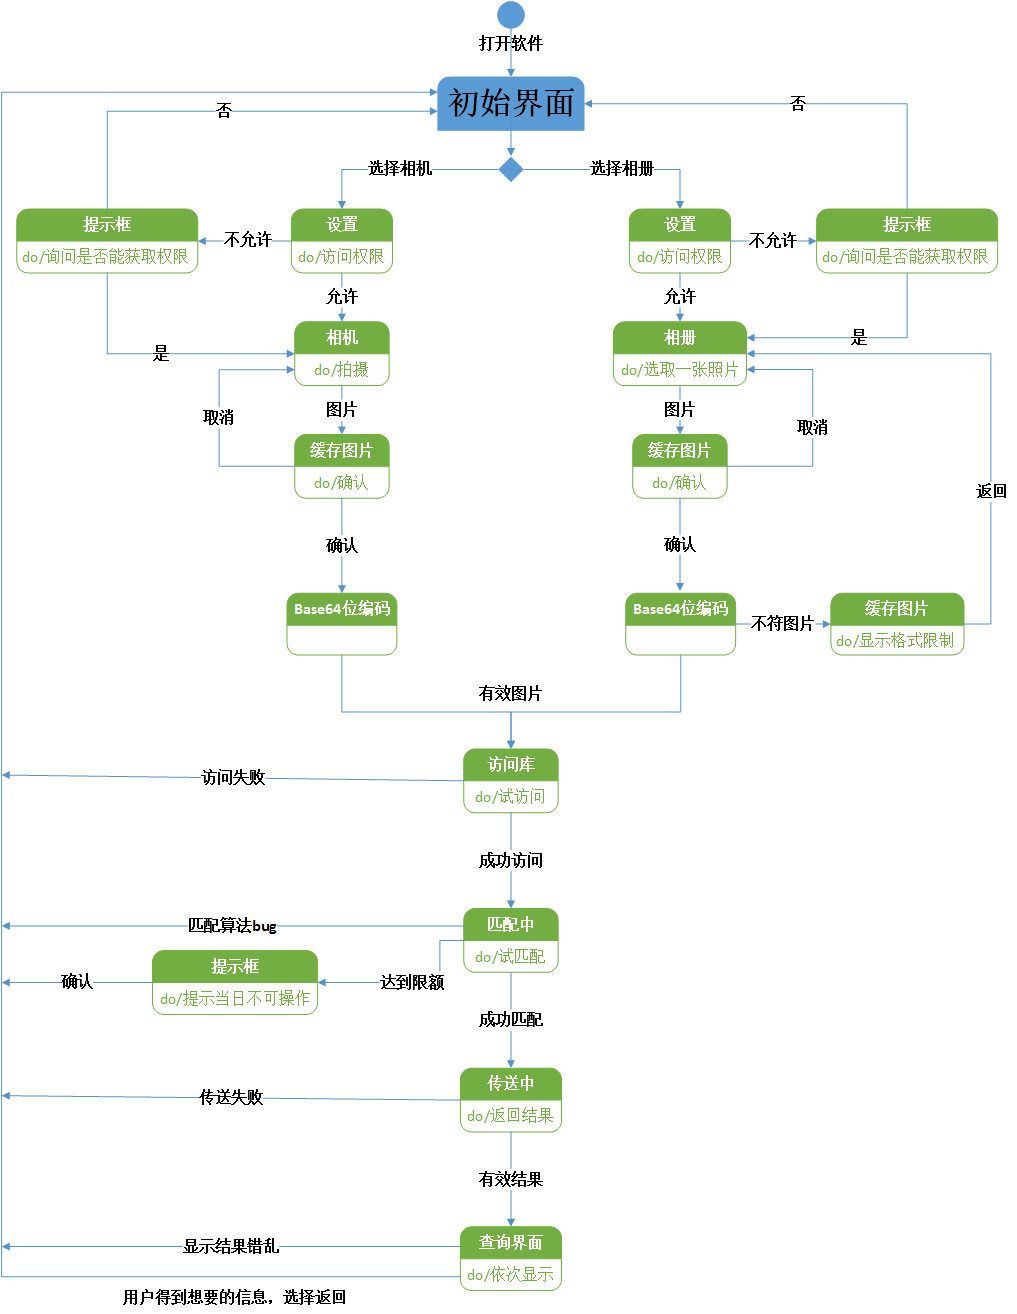 打开软件
初始界面
否
否
选择相机
选择相册
提示框
do/询问是否能获取权限
不允许
设置
do/访问权限
设置
do/访问权限
不允许
提示框
do/询问是否能获取权限
允许
允许
是
相机
do/拍摄
相册
do/选取一张照片
是
取消
图片
图片
取消
缓存图片
do/确认
缓存图片
do/确认
返回
确认
确认
Base64位编码
Base64位编码
不符图片
缓存图片
do/显示格式限制
有效图片
访问失败
访问库
do/试访问
成功访问
匹配算法bug
匹配中
do/试匹配
确认
提示框
do/提示当日不可操作
达到限额
成功匹配
传送失败
传送中
do/返回结果
有效结果
显示结果错乱
查询界面
do/依次显示
用户得到想要的信息，选择返回